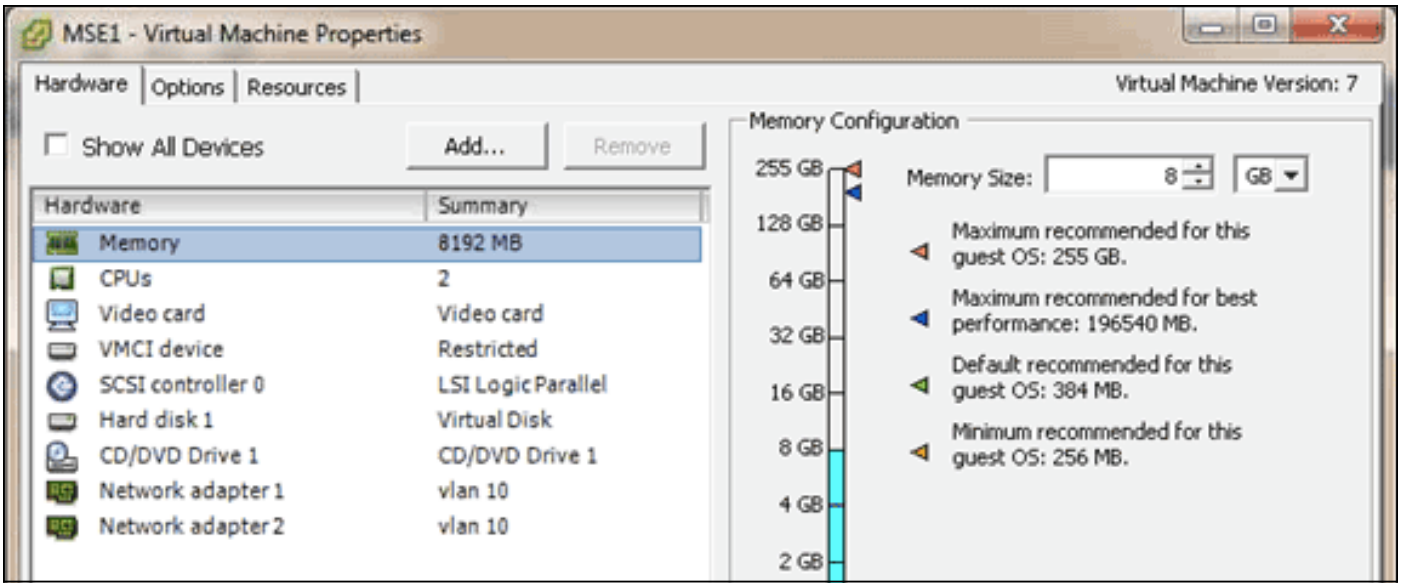 MSE1 - Virtual Machine Properties
Hardware Options Resources
Virtual Machine Version: 7
Show All Devices
Add...
Remove
Hardware Summary
Memory 8192 MB
CPUs 2
Video card Video card
VMCI device Restricted
SCSI controller 0 LSI Logic Parallel
Hard disk 1 Virtual Disk
CD/DVD Drive 1 CD/DVD Drive 1
Network adapter 1 vlan 10
Network adapter 2 vlan 10
Memory Configuration
255 GB
128 GB
64 GB
32 GB
16 GB
8 GB
4 GB
2 GB
Memory Size: 8 GB
Maximum recommended for this
guest OS: 255 GB.
Maximum recommended for best
performance: 196540 MB.
Default recommended for this
guest OS: 384 MB.
Minimum recommended for this
guest OS: 256 MB.